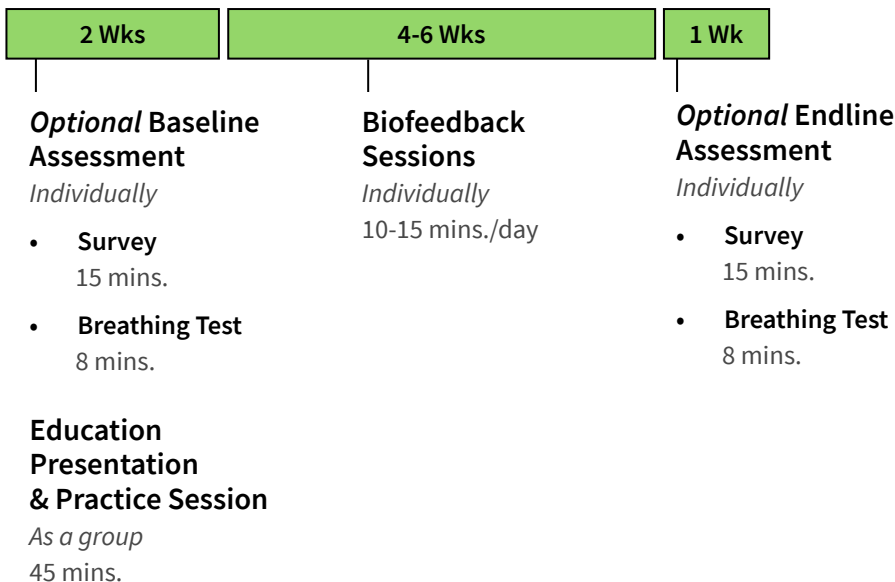 2 Wks
4-6 Wks
1 Wk
Optional Baseline
Assessment
Individually
• Survey
15 mins.
• Breathing Test
8 mins.
Education
Presentation
& Practice Session
As a group
45 mins.
Biofeedback
Sessions
Individually
10-15 mins./day
Optional Endline
Assessment
Individually
• Survey
15 mins.
• Breathing Test
8 mins.